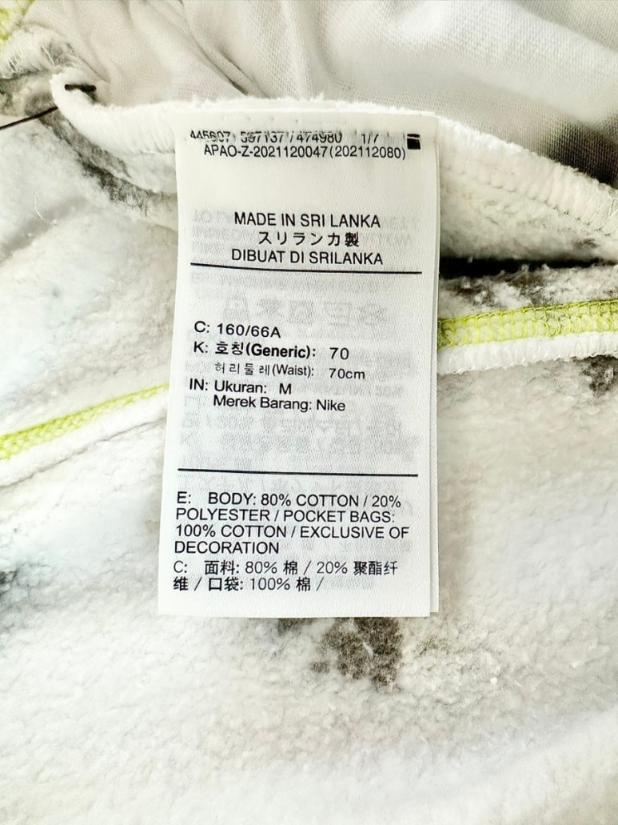 445607 597137 / 474980 1/7
APAO-Z-2021120047(202112080)
MADE IN SRI LANKA
スリランカ製
DIBUAT DI SRILANKA
C: 160/66A
K: 호칭(Generic): 70
허리둘레(Waist): 70cm
IN: Ukuran: M
Merek Barang: Nike
E: BODY: 80% COTTON / 20%
POLYESTER / POCKET BAGS:
100% COTTON / EXCLUSIVE OF
DECORATION
C: 面料: 80% 棉 / 20% 聚酯纤
维 / 口袋: 100% 棉 /